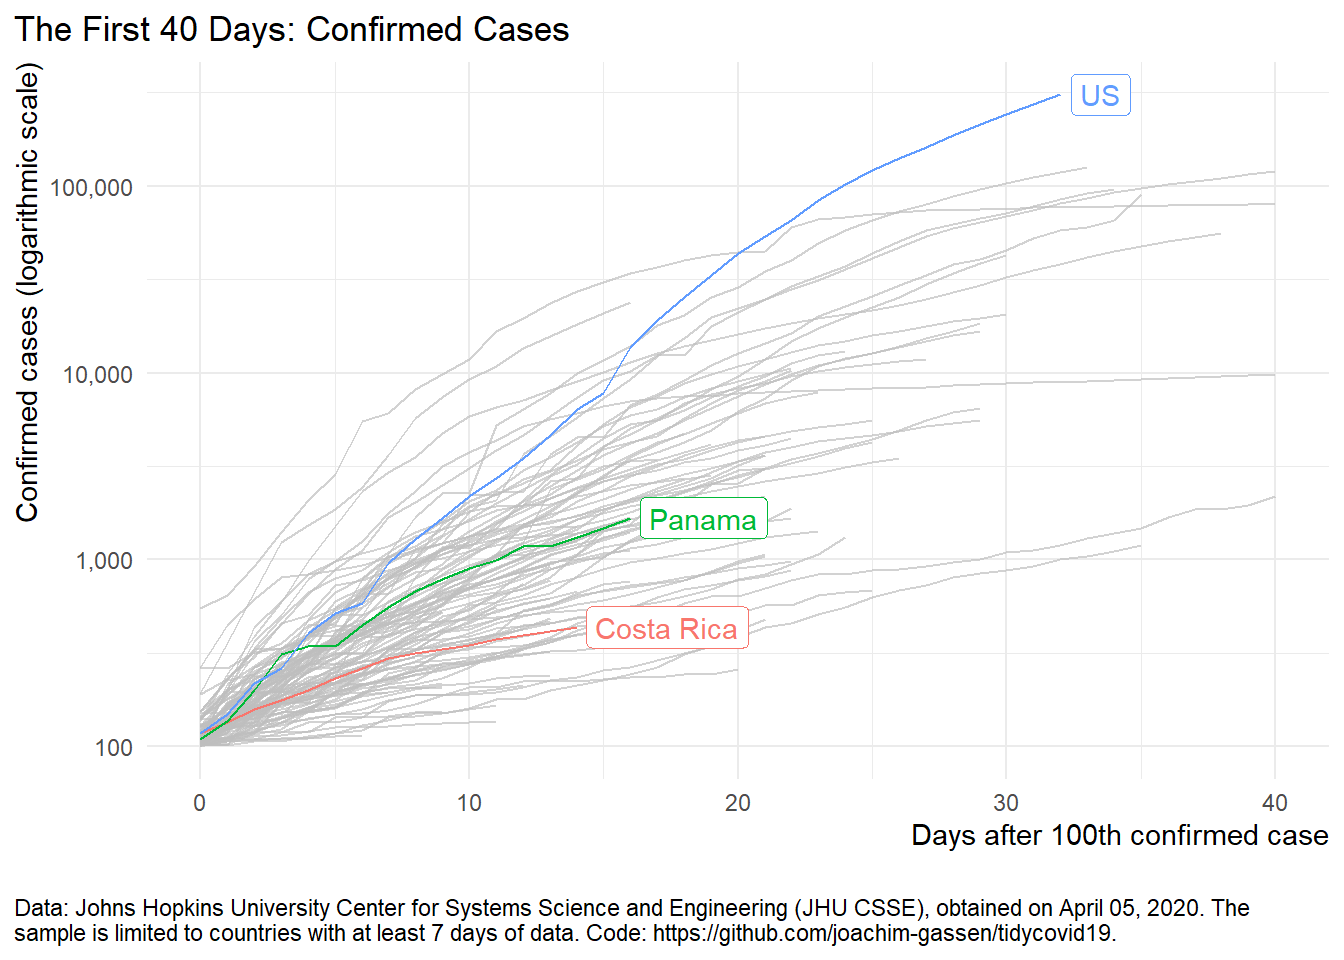 The First 40 Days: Confirmed Cases
Confirmed cases (logarithmic scale)
100,000
10,000
1,000
100
US
Panama
Costa Rica
0 10 20 30 40
Days after 100th confirmed case
Data: Johns Hopkins University Center for Systems Science and Engineering (JHU CSSE), obtained on April 05, 2020. The
sample is limited to countries with at least 7 days of data. Code: https://github.com/joachim-gassen/tidycovid19.